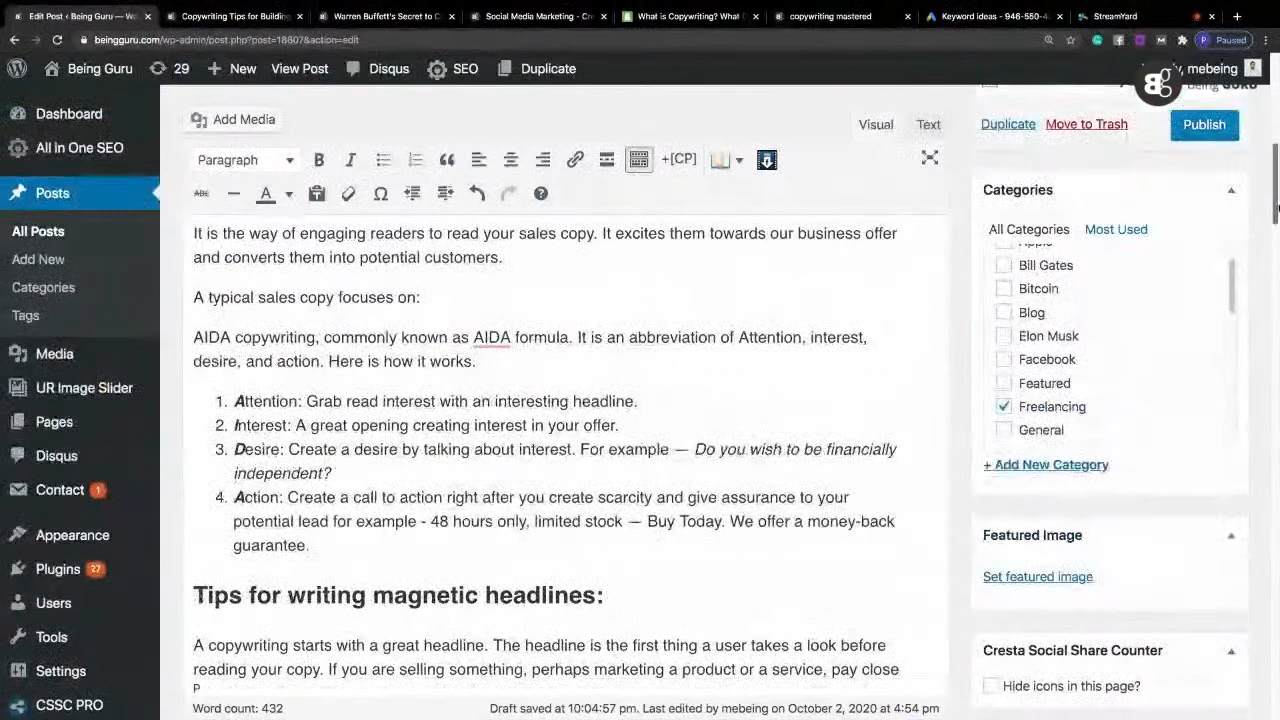 Edit Post ‹ Being Guru — Wo
Copywriting Tips for Building
Warren Buffett's Secret to C
Social Media Marketing - Cr
What is Copywriting? What D
copywriting mastered
Keyword ideas - 946-550-4
StreamYard
beingguru.com/wp-admin/post.php?post=18807&action=edit
Paused
Being Guru
29
New
View Post
Disqus
SEO
Duplicate
mebeing
Dashboard
All in One SEO
Posts
All Posts
Add New
Categories
Tags
Media
UR Image Slider
Pages
Disqus
Contact 1
Appearance
Plugins 27
Users
Tools
Settings
CSSC PRO
Add Media
Visual
Text
Paragraph
+[CP]
ABC
It is the way of engaging readers to read your sales copy. It excites them towards our business offer
and converts them into potential customers.
A typical sales copy focuses on:
AIDA copywriting, commonly known as AIDA formula. It is an abbreviation of Attention, interest,
desire, and action. Here is how it works.
1. Attention: Grab read interest with an interesting headline.
2. Interest: A great opening creating interest in your offer.
3. Desire: Create a desire by talking about interest. For example — Do you wish to be financially
independent?
4. Action: Create a call to action right after you create scarcity and give assurance to your
potential lead for example - 48 hours only, limited stock — Buy Today. We offer a money-back
guarantee.
Tips for writing magnetic headlines:
A copywriting starts with a great headline. The headline is the first thing a user takes a look before
reading your copy. If you are selling something, perhaps marketing a product or a service, pay close
P
Word count: 432
Draft saved at 10:04:57 pm. Last edited by mebeing on October 2, 2020 at 4:54 pm
being GURU
Duplicate
Move to Trash
Publish
Categories
All Categories
Most Used
Apple
Bill Gates
Bitcoin
Blog
Elon Musk
Facebook
Featured
Freelancing
General
+ Add New Category
Featured Image
Set featured image
Cresta Social Share Counter
Hide icons in this page?